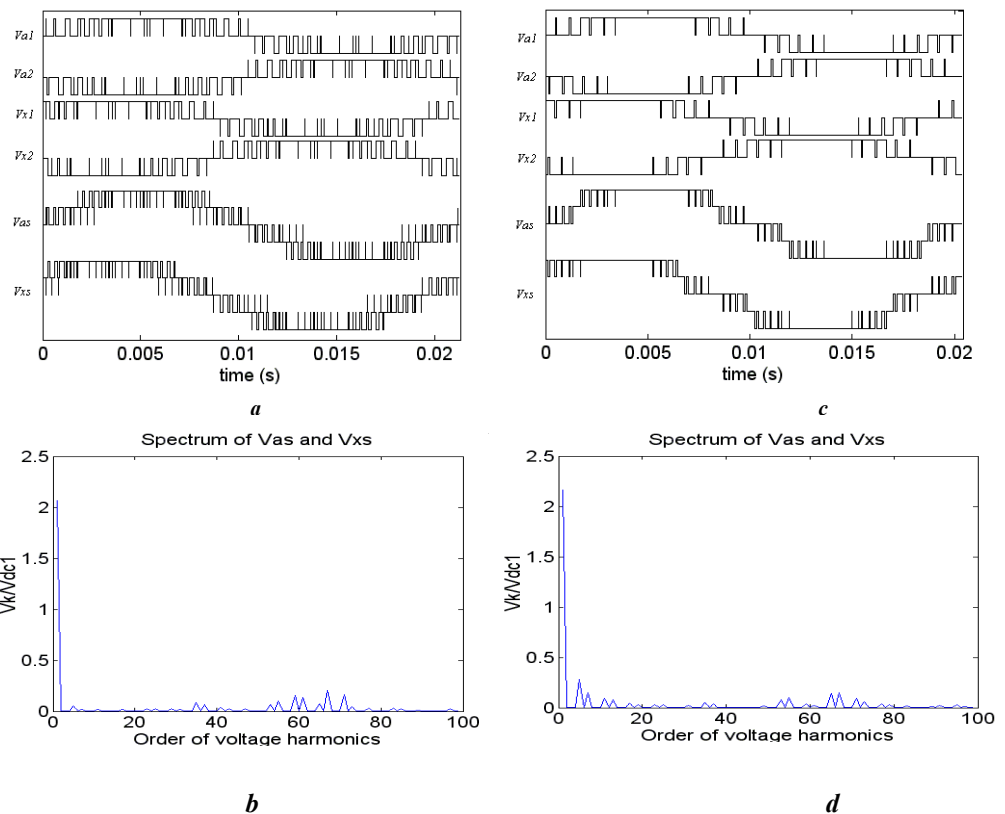 Va1
Va2
Vx1
Vx2
Vas
Vxs
0 0.005 0.01 0.015 0.02
time (s)
a
Va1
Va2
Vx1
Vx2
Vas
Vxs
0 0.005 0.01 0.015 0.02
time (s)
c
Spectrum of Vas and Vxs
2.5
2
1.5
1
0.5
0
Vk/Vdc1
0 20 40 60 80 100
Order of voltage harmonics
b
Spectrum of Vas and Vxs
2.5
2
1.5
1
0.5
0
Vk/Vdc1
0 20 40 60 80 100
Order of voltage harmonics
d